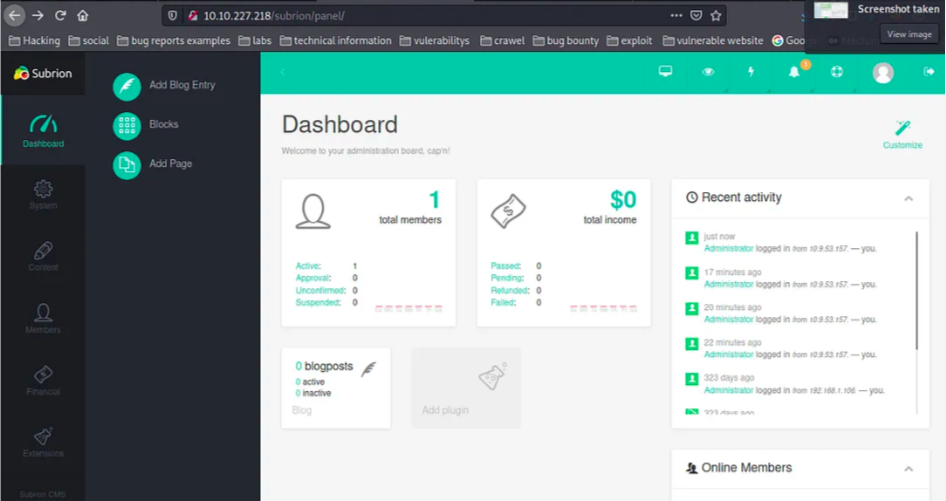 10.10.227.218/subrion/panel/
Screenshot taken
View image
Hacking
social
bug reports examples
labs
technical information
vulerabilitys
crawel
bug bounty
exploit
vulnerable website
Subrion
Dashboard
System
Content
Members
Financial
Extensions
Subrion CMS
Add Blog Entry
Blocks
Add Page
1
Dashboard
Welcome to your administration board, cap'n!
Customize
1
total members
Active: 1
Approval: 0
Unconfirmed: 0
Suspended: 0
$0
total income
Passed: 0
Pending: 0
Refunded: 0
Failed: 0
0 blogposts
0 active
0 inactive
Blog
Add plugin
Recent activity
just now
Administrator logged in from 10.9.53.157. — you.
17 minutes ago
Administrator logged in from 10.9.53.157. — you.
20 minutes ago
Administrator logged in from 10.9.53.157. — you.
22 minutes ago
Administrator logged in from 10.9.53.157. — you.
323 days ago
Administrator logged in from 192.168.1.106. — you.
323 days ago
Online Members